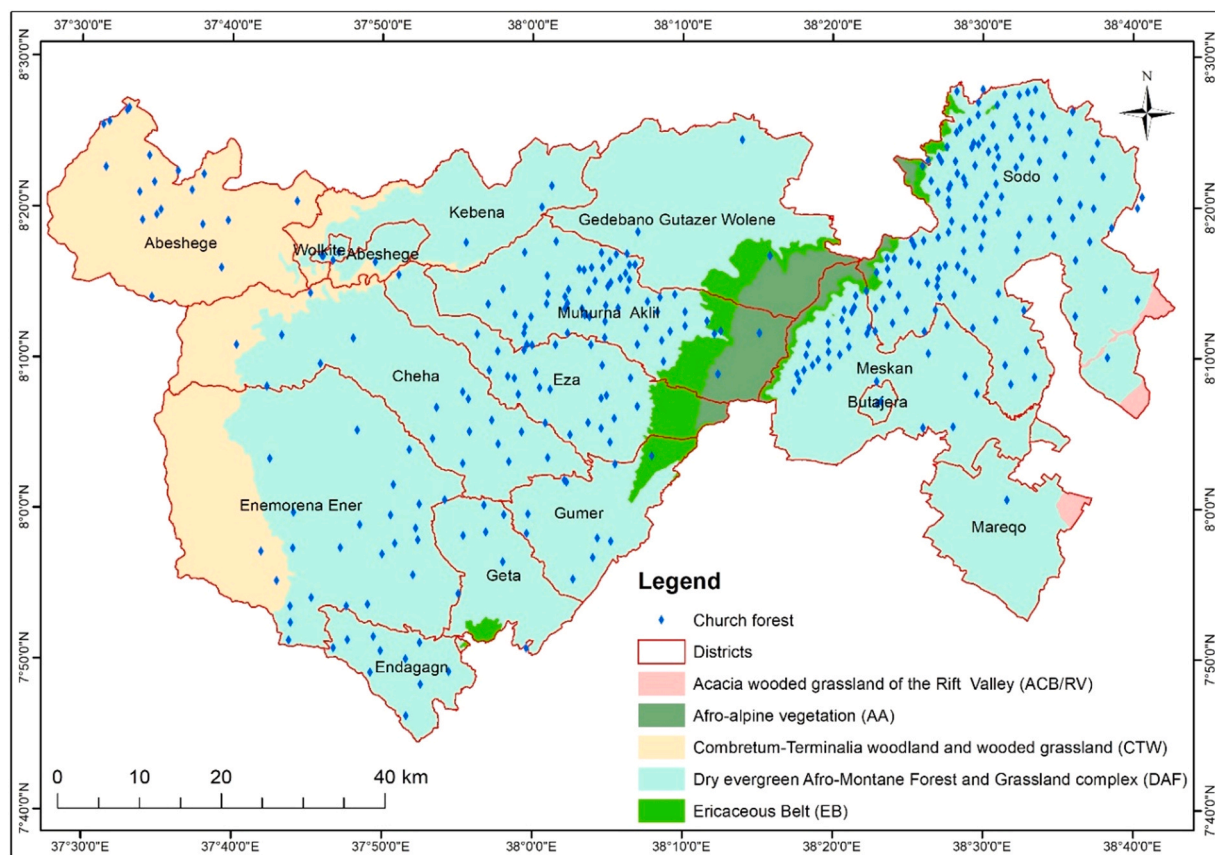 37°30'0"E 37°40'0"E 37°50'0"E 38°0'0"E 38°10'0"E 38°20'0"E 38°30'0"E 38°40'0"E
8°30'0"N 8°30'0"N
N
Sodo
8°20'0"N 8°20'0"N
Kebena
Gedebano Gutazer Wolene
Abeshege
Wolkite
Abeshege
Muhurna Aklil
8°10'0"N 8°10'0"N
Meskan
Cheha
Eza
Butajera
8°0'0"N 8°0'0"N
Enemorena Ener
Gumer
Mareqo
Geta
Legend
Church forest
Districts
7°50'0"N 7°50'0"N
Endagagn
Acacia wooded grassland of the Rift Valley (ACB/RV)
Afro-alpine vegetation (AA)
Combretum-Terminalia woodland and wooded grassland (CTW)
0 10 20 40 km
Dry evergreen Afro-Montane Forest and Grassland complex (DAF)
Ericaceous Belt (EB)
7°40'0"N 7°40'0"N
37°30'0"E 37°40'0"E 37°50'0"E 38°0'0"E 38°10'0"E 38°20'0"E 38°30'0"E 38°40'0"E